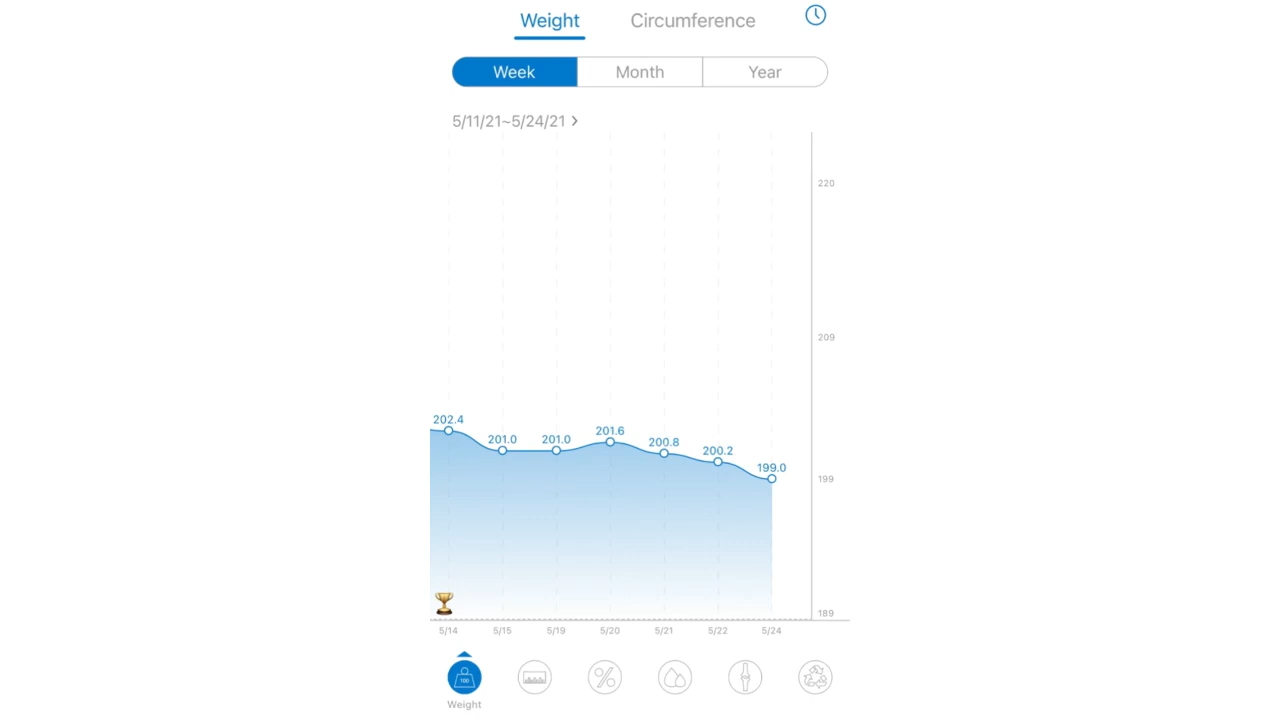 Weight Circumference
Week Month Year
5/11/21~5/24/21 >
220
209
202.4 201.0 201.0 201.6 200.8 200.2 199.0
199
189
5/14 5/15 5/19 5/20 5/21 5/22 5/24
100 %
Weight